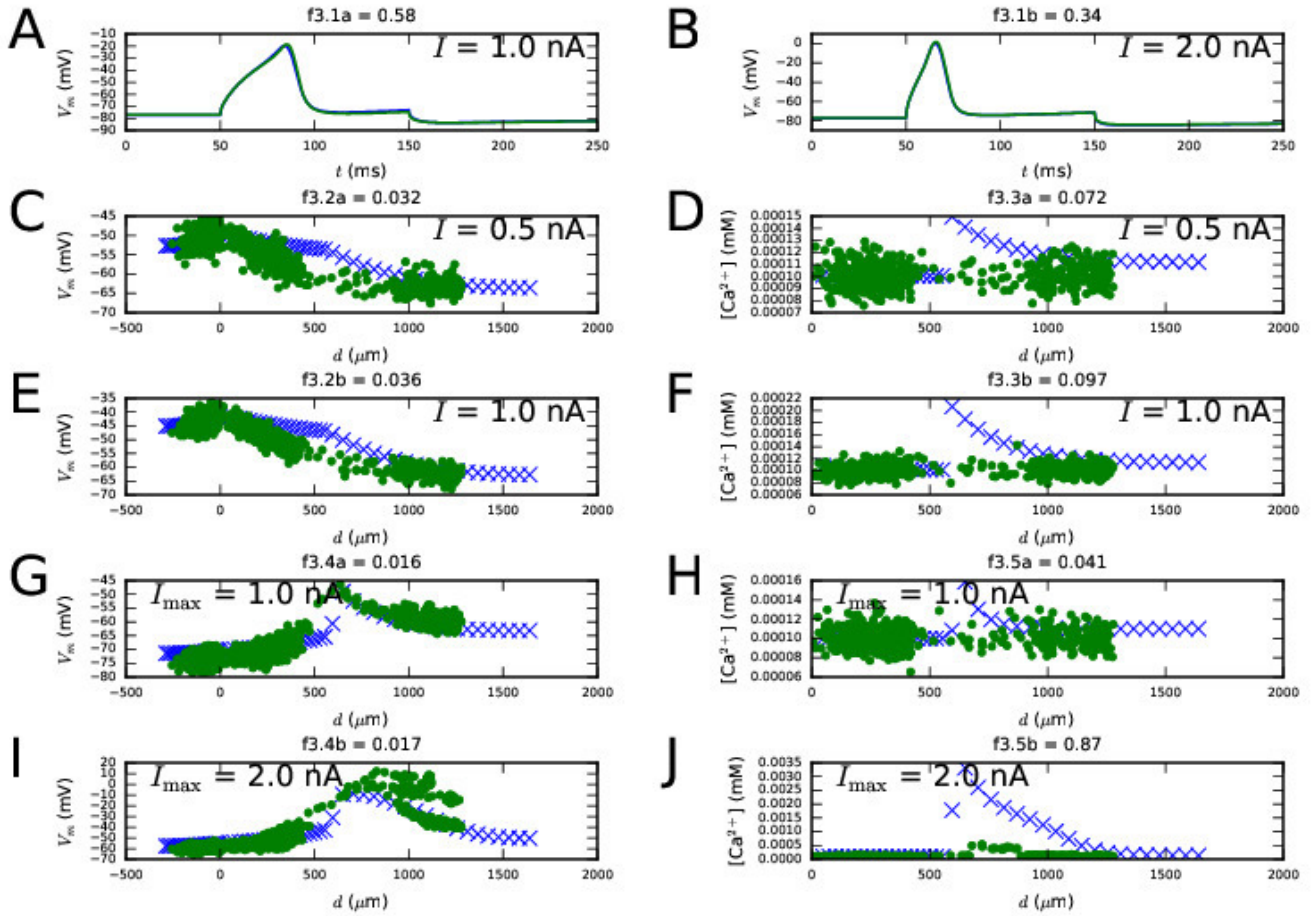 A
f3.1a = 0.58
I = 1.0 nA
V_m (mV)
−10
−20
−30
−40
−50
−60
−70
−80
−90
0
50
100
150
200
250
t (ms)
B
f3.1b = 0.34
I = 2.0 nA
V_m (mV)
0
−20
−40
−60
−80
0
50
100
150
200
250
t (ms)
C
f3.2a = 0.032
I = 0.5 nA
V_m (mV)
−45
−50
−55
−60
−65
−70
−500
0
500
1000
1500
2000
d (μm)
D
f3.3a = 0.072
I = 0.5 nA
[Ca²⁺] (mM)
0.00015
0.00013
0.00012
0.00010
0.00009
0.00007
0
500
1000
1500
2000
d (μm)
E
f3.2b = 0.036
I = 1.0 nA
V_m (mV)
−35
−40
−45
−50
−55
−60
−65
−70
−500
0
500
1000
1500
2000
d (μm)
F
f3.3b = 0.097
I = 1.0 nA
[Ca²⁺] (mM)
0.00022
0.00020
0.00018
0.00016
0.00014
0.00012
0.00010
0.00008
0.00006
0
500
1000
1500
2000
d (μm)
G
f3.4a = 0.016
I_max = 1.0 nA
V_m (mV)
−45
−50
−55
−60
−65
−70
−75
−80
−500
0
500
1000
1500
2000
d (μm)
H
f3.5a = 0.041
I_max = 1.0 nA
[Ca²⁺] (mM)
0.00016
0.00014
0.00012
0.00010
0.00008
0.00006
0
500
1000
1500
2000
d (μm)
I
f3.4b = 0.017
I_max = 2.0 nA
V_m (mV)
20
10
0
−10
−20
−30
−40
−50
−60
−70
−500
0
500
1000
1500
2000
d (μm)
J
f3.5b = 0.87
I_max = 2.0 nA
[Ca²⁺] (mM)
0.0035
0.0030
0.0025
0.0020
0.0015
0.0010
0.0005
0.0000
0
500
1000
1500
2000
d (μm)